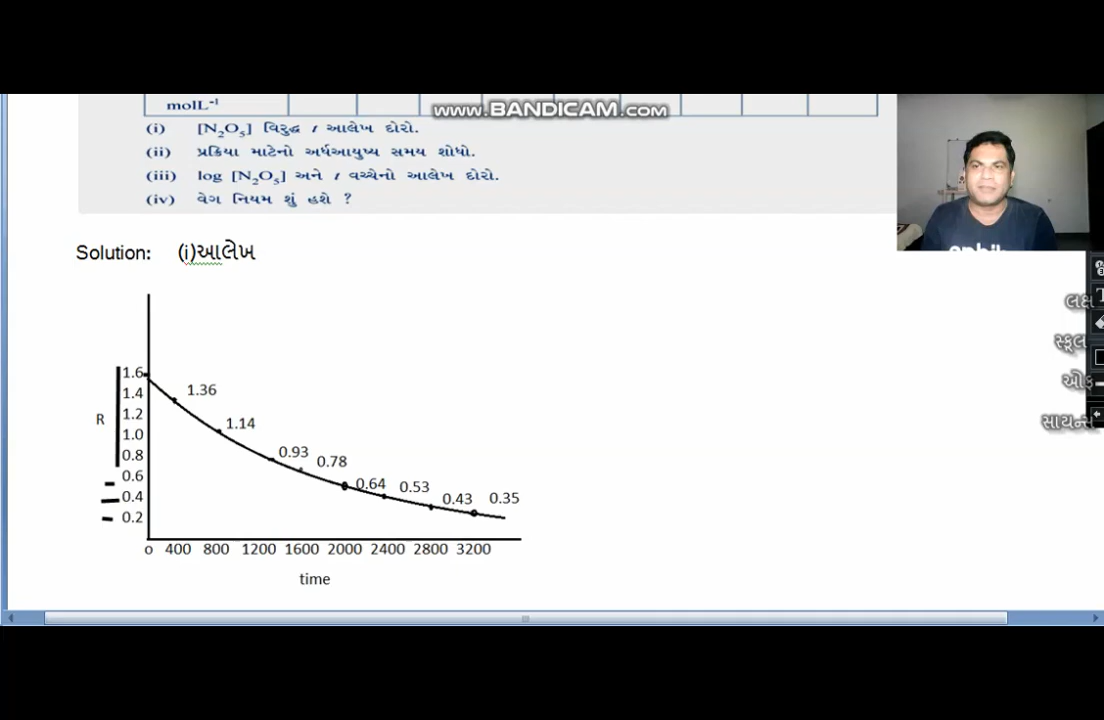 molL⁻¹
www.BANDICAM.com
(i) [N₂O₅] વિરુદ્ધ t આલેખ દોરો.
(ii) પ્રક્રિયા માટેનો અર્ધઆયુષ્ય સમય શોધો.
(iii) log [N₂O₅] અને t વચ્ચેનો આલેખ દોરો.
(iv) વેગ નિયમ શું હશે ?
Solution: (i)આલેખ
લક્ષ
સ્કૂલ
ઓફ
સાયન્સ
1.6
1.4
1.2
1.0
0.8
0.6
0.4
0.2
R
1.36
1.14
0.93
0.78
0.64
0.53
0.43
0.35
o 400 800 1200 1600 2000 2400 2800 3200
time